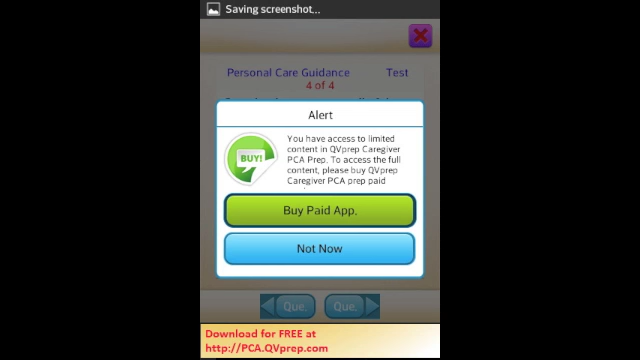 Saving screenshot...
Personal Care Guidance Test
4 of 4
Alert
BUY!
You have access to limited
content in QVprep Caregiver
PCA Prep. To access the full
content, please buy QVprep
Caregiver PCA prep paid
Buy Paid App.
Not Now
Que. Que.
Download for FREE at
http://PCA.QVprep.com